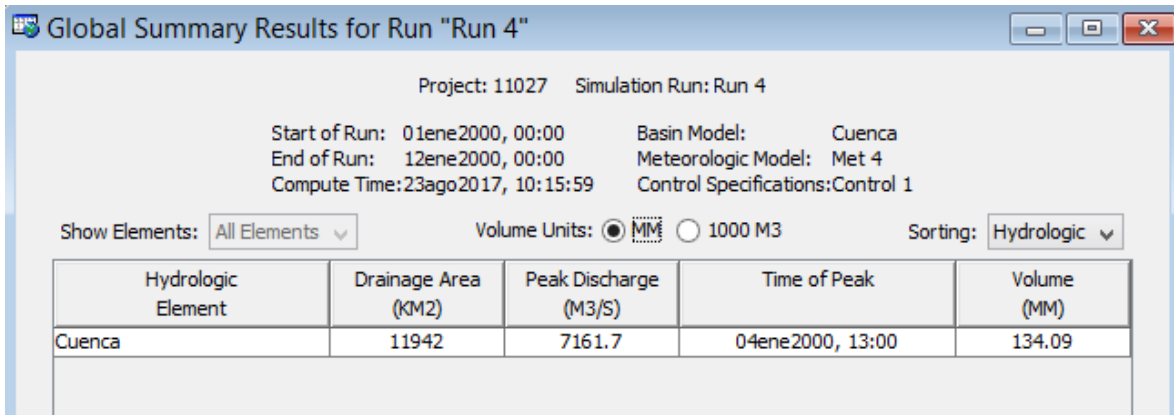 Global Summary Results for Run "Run 4"
Project: 11027 Simulation Run: Run 4
Start of Run: 01ene2000, 00:00 Basin Model: Cuenca
End of Run: 12ene2000, 00:00 Meteorologic Model: Met 4
Compute Time:23ago2017, 10:15:59 Control Specifications:Control 1
Show Elements: All Elements Volume Units: MM 1000 M3 Sorting: Hydrologic
Hydrologic Drainage Area Peak Discharge Time of Peak Volume
Element (KM2) (M3/S) (MM)
Cuenca 11942 7161.7 04ene2000, 13:00 134.09